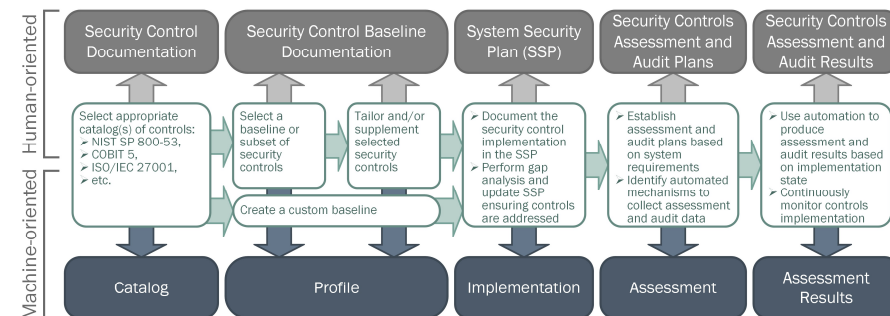 Human-oriented
Security Control
Documentation
Security Control Baseline
Documentation
System Security
Plan (SSP)
Security Controls
Assessment and
Audit Plans
Security Controls
Assessment and
Audit Results
Select appropriate
catalog(s) of controls:
➢ NIST SP 800-53,
➢ COBIT 5,
➢ ISO/IEC 27001,
➢ etc.
Select a
baseline or
subset of
security
controls
Tailor and/or
supplement
selected
security
controls
Create a custom baseline
➢ Document the
security control
implementation
in the SSP
➢ Perform gap
analysis and
update SSP
ensuring controls
are addressed
➢ Establish
assessment and
audit plans based
on system
requirements
➢ Identify automated
mechanisms to
collect assessment
and audit data
➢ Use automation to
produce
assessment and
audit results based
on implementation
state
➢ Continuously
monitor controls
implementation
Machine-oriented
Catalog
Profile
Implementation
Assessment
Assessment
Results